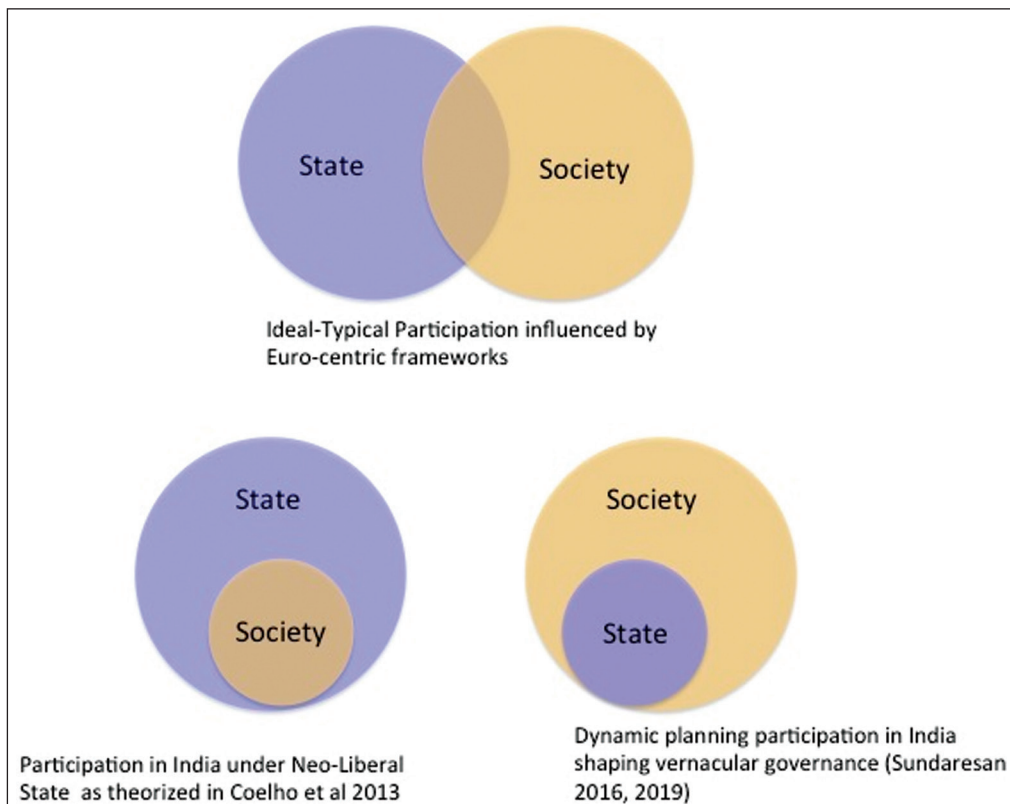 State
Society
Ideal-Typical Participation influenced by
Euro-centric frameworks
State
Society
Participation in India under Neo-Liberal
State as theorized in Coelho et al 2013
Society
State
Dynamic planning participation in India
shaping vernacular governance (Sundaresan
2016, 2019)